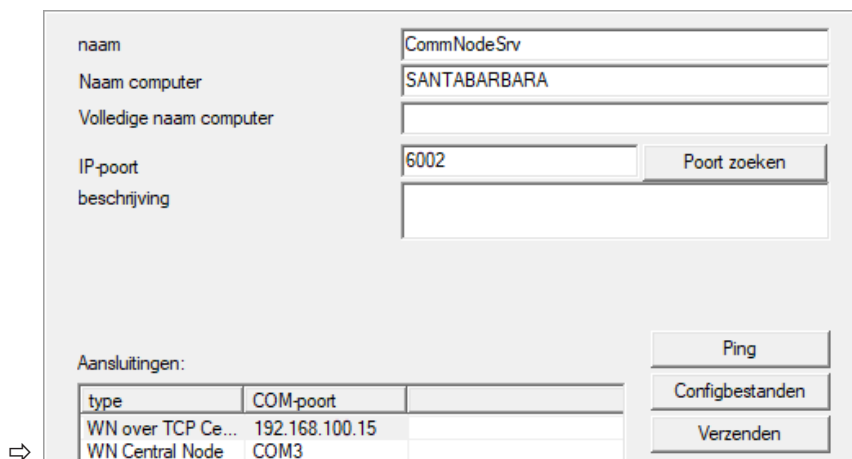 naam CommNodeSrv
Naam computer SANTABARBARA
Volledige naam computer
IP-poort 6002 Poort zoeken
beschrijving
Ping
Aansluitingen:
Configbestanden
type COM-poort
WN over TCP Ce... 192.168.100.15
Verzenden
⇨ WN Central Node COM3